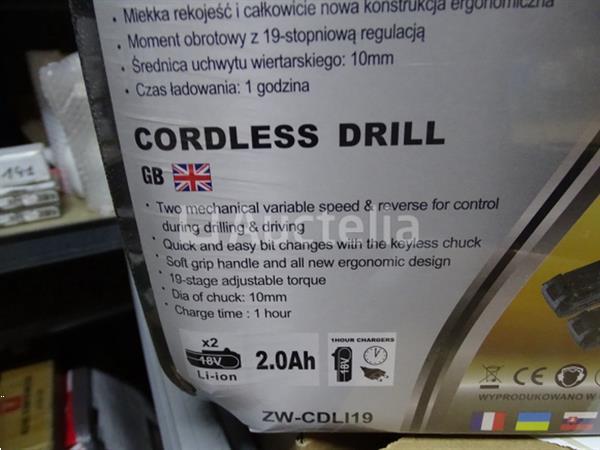 • Miekka rękojeść i całkowicie nowa konstrukcja ergonomiczna
• Moment obrotowy z 19-stopniową regulacją
• Średnica uchwytu wiertarskiego: 10mm
• Czas ładowania: 1 godzina
CORDLESS DRILL
GB
• Two mechanical variable speed & reverse for control
during drilling & driving
• Quick and easy bit changes with the keyless chuck
• Soft grip handle and all new ergonomic design
• 19-stage adjustable torque
• Dia of chuck: 10mm
• Charge time : 1 hour
x2
18V
Li-ion
2.0Ah
1HOUR CHARGERS
18V
ZW-CDLI19
CE
WYPRODUKOWANO W
Auctelia
141